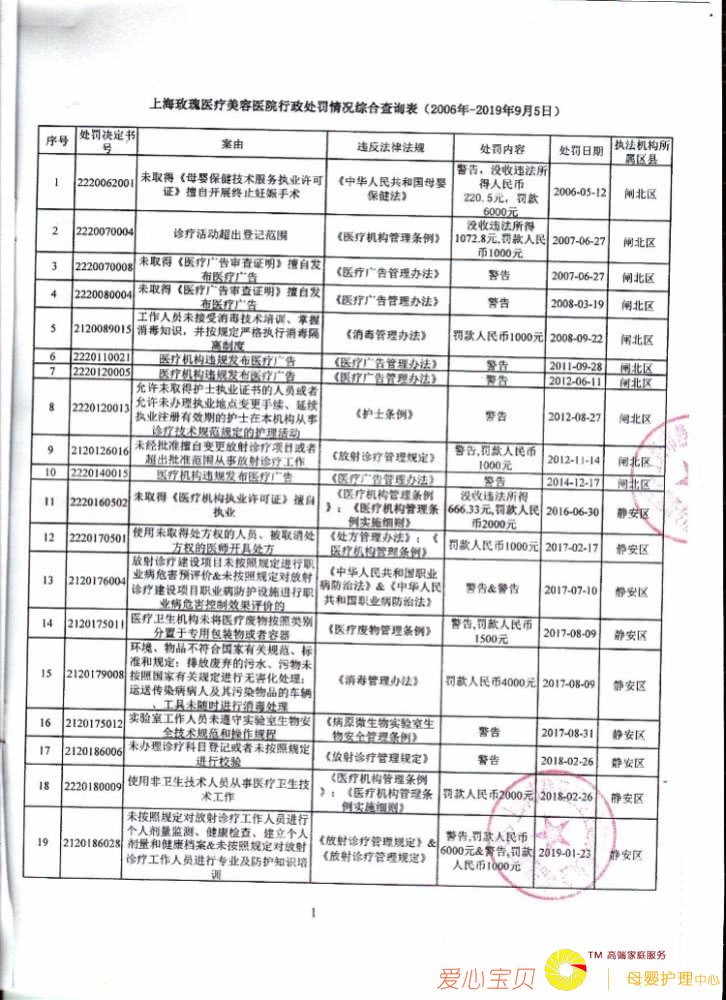 上海玫瑰医疗美容医院行政处罚情况综合查询表（2006年-2019年9月5日）
序号 处罚决定书号 案由 违反法律法规 处罚内容 处罚日期 执法机构所属区县
1 2220062001 未取得《母婴保健技术服务执业许可证》擅自开展终止妊娠手术 《中华人民共和国母婴保健法》 警告，没收违法所得人民币220.5元，罚款6000元 2006-05-12 闸北区
2 2220070004 诊疗活动超出登记范围 《医疗机构管理条例》 没收违法所得1072.8元,罚款人民币1000元 2007-06-27 闸北区
3 2220070008 未取得《医疗广告审查证明》擅自发布医疗广告 《医疗广告管理办法》 警告 2007-06-27 闸北区
4 2220080004 未取得《医疗广告审查证明》擅自发布医疗广告 《医疗广告管理办法》 警告 2008-03-19 闸北区
5 2120089015 工作人员未接受消毒技术培训、掌握消毒知识，并按规定严格执行消毒隔离制度 《消毒管理办法》 罚款人民币1000元 2008-09-22 闸北区
6 2220110021 医疗机构违规发布医疗广告 《医疗广告管理办法》 警告 2011-09-28 闸北区
7 2220120005 医疗机构违规发布医疗广告 《医疗广告管理办法》 警告 2012-06-11 闸北区
8 2220120013 允许未取得护士执业证书的人员或者允许未办理执业地点变更手续、延续执业注册有效期的护士在本机构从事诊疗技术规范规定的护理活动 《护士条例》 警告 2012-08-27 闸北区
9 2120126016 未经批准擅自变更放射诊疗项目或者超出批准范围从事放射诊疗工作 《放射诊疗管理规定》 警告,罚款人民币1000元 2012-11-14 闸北区
10 2220140015 医疗机构违规发布医疗广告 《医疗广告管理办法》 警告 2014-12-17 闸北区
11 2220160502 未取得《医疗机构执业许可证》擅自执业 《医疗机构管理条例》；《医疗机构管理条例实施细则》 没收违法所得666.33元,罚款人民币2000元 2016-06-30 静安区
12 2220170501 使用未取得处方权的人员、被取消处方权的医师开具处方 《处方管理办法》；《医疗机构管理条例》 罚款人民币1000元 2017-02-17 静安区
13 2120176004 放射诊疗建设项目未按照规定进行职业病危害预评价&未按照规定对放射诊疗建设项目职业病防护设施进行职业病危害控制效果评价的 《中华人民共和国职业病防治法》&《中华人民共和国职业病防治法》 警告&警告 2017-07-10 静安区
14 2120175011 医疗卫生机构未将医疗废物按照类别分置于专用包装物或者容器 《医疗废物管理条例》 警告,罚款人民币1500元 2017-08-09 静安区
15 2120179008 环境、物品不符合国家有关规范、标准和规定；排放废弃的污水、污物未按照国家有关规定进行无害化处理；运送传染病病人及其污染物品的车辆、工具未随时进行消毒处理 《消毒管理办法》 罚款人民币4000元 2017-08-09 静安区
16 2120175012 实验室工作人员未遵守实验室生物安全技术规范和操作规程 《病原微生物实验室生物安全管理条例》 警告 2017-08-31 静安区
17 2120186006 未办理诊疗科目登记或者未按照规定进行校验 《放射诊疗管理规定》 警告 2018-02-26 静安区
18 2220180009 使用非卫生技术人员从事医疗卫生技术工作 《医疗机构管理条例》；《医疗机构管理条例实施细则》 罚款人民币2000元 2018-02-26 静安区
19 2120186028 未按照规定对放射诊疗工作人员进行个人剂量监测、健康检查、建立个人剂量和健康档案&未按照规定对放射诊疗工作人员进行专业及防护知识培训 《放射诊疗管理规定》&《放射诊疗管理规定》 警告,罚款人民币6000元&警告,罚款人民币1000元 2019-01-23 静安区
1
爱心宝贝 TM 高端家庭服务
母婴护理中心